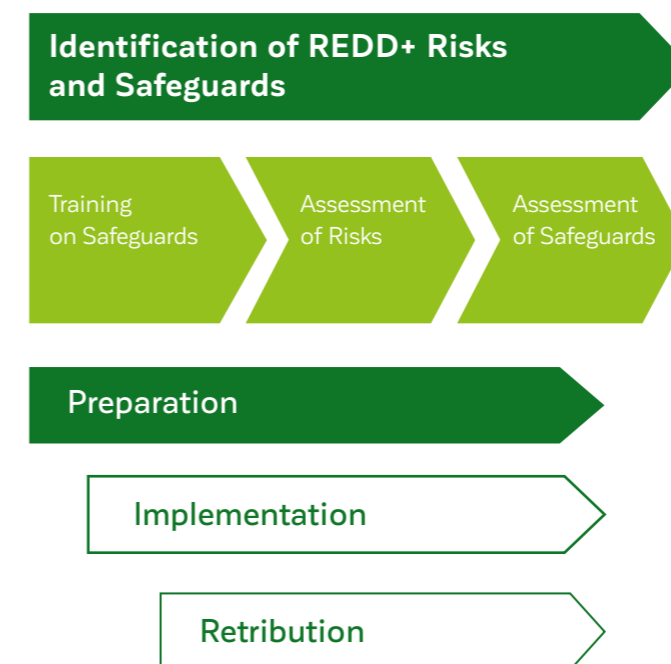 Identification of REDD+ Risks
and Safeguards
Training
on Safeguards
Assessment
of Risks
Assessment
of Safeguards
Preparation
Implementation
Retribution